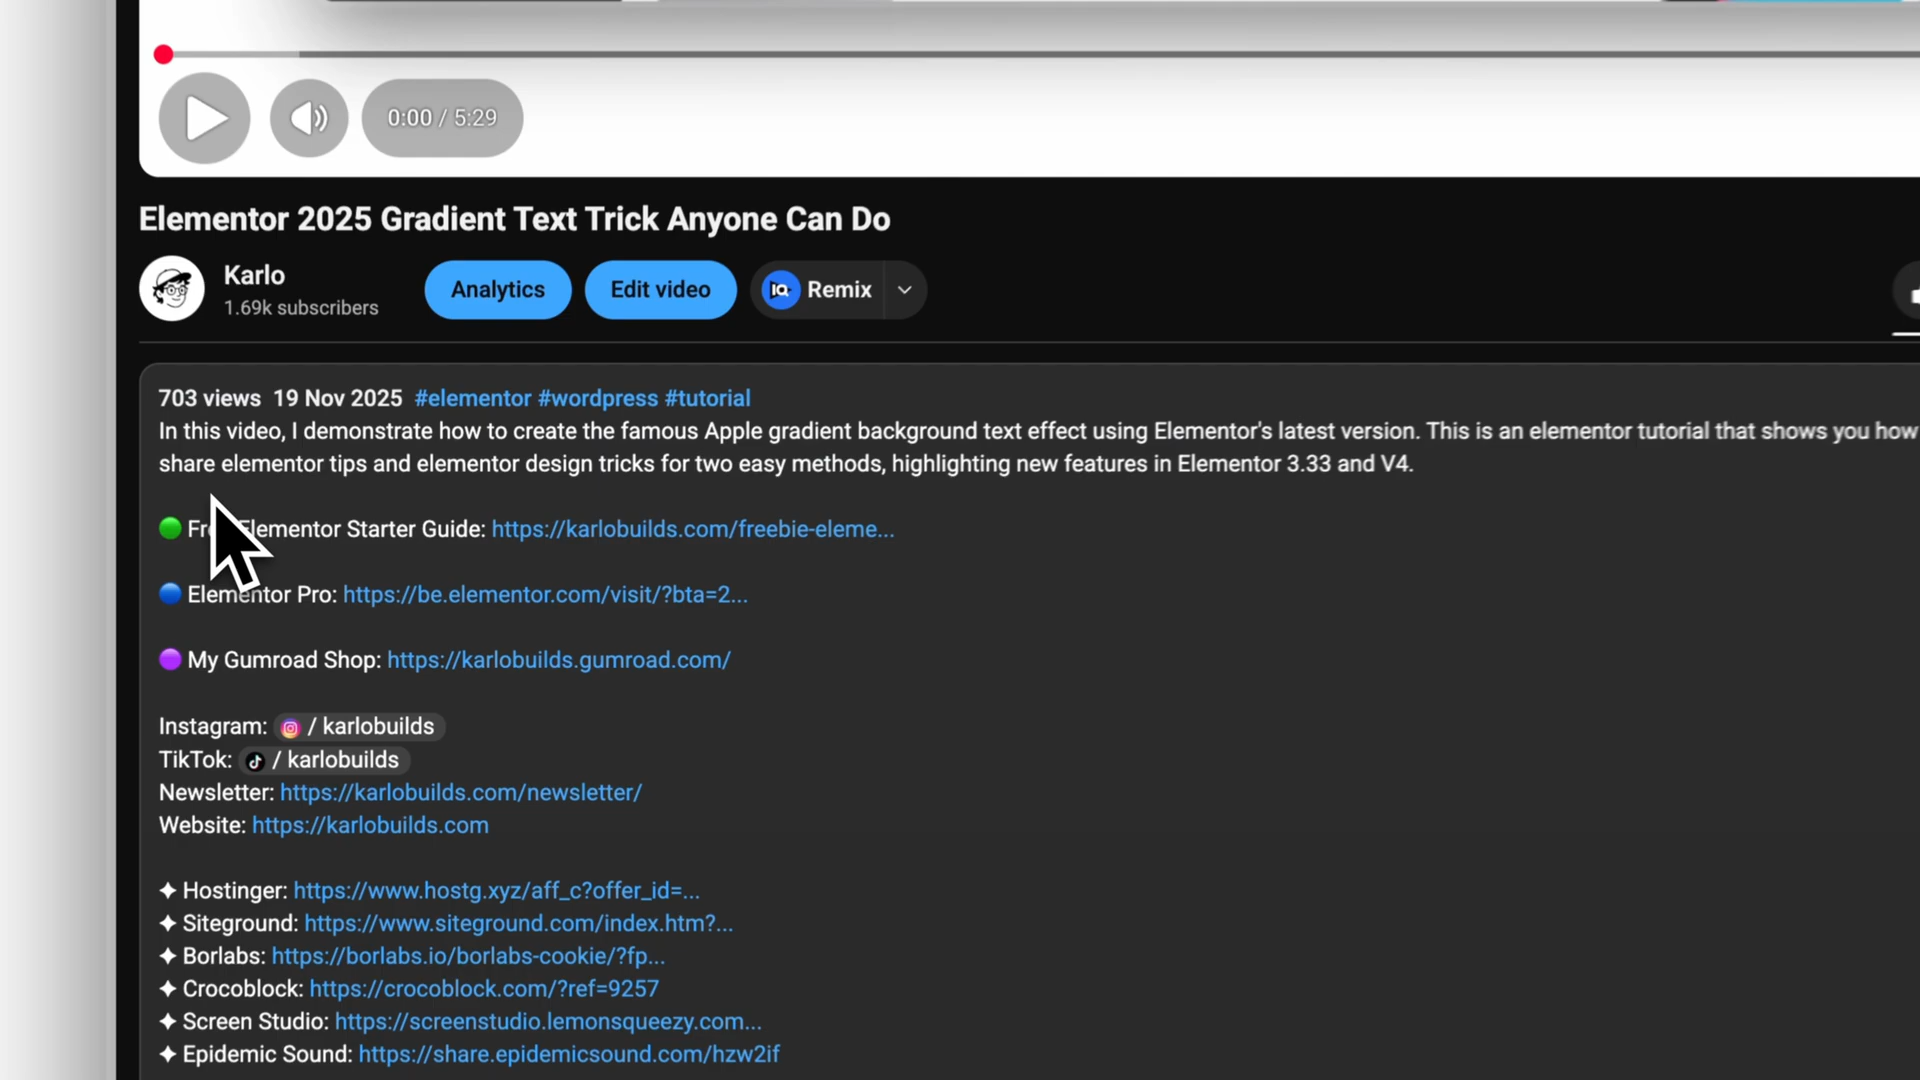 0:00 / 5:29
Elementor 2025 Gradient Text Trick Anyone Can Do
Karlo
1.69k subscribers
Analytics
Edit video
IQ
Remix
703 views 19 Nov 2025 #elementor #wordpress #tutorial
In this video, I demonstrate how to create the famous Apple gradient background text effect using Elementor's latest version. This is an elementor tutorial that shows you how
share elementor tips and elementor design tricks for two easy methods, highlighting new features in Elementor 3.33 and V4.
Elementor Starter Guide: https://karlobuilds.com/freebie-eleme...
Elementor Pro: https://be.elementor.com/visit/?bta=2...
My Gumroad Shop: https://karlobuilds.gumroad.com/
Instagram: / karlobuilds
TikTok: / karlobuilds
Newsletter: https://karlobuilds.com/newsletter/
Website: https://karlobuilds.com
✦ Hostinger: https://www.hostg.xyz/aff_c?offer_id=...
✦ Siteground: https://www.siteground.com/index.htm?...
✦ Borlabs: https://borlabs.io/borlabs-cookie/?fp...
✦ Crocoblock: https://crocoblock.com/?ref=9257
✦ Screen Studio: https://screenstudio.lemonsqueezy.com...
✦ Epidemic Sound: https://share.epidemicsound.com/hzw2if